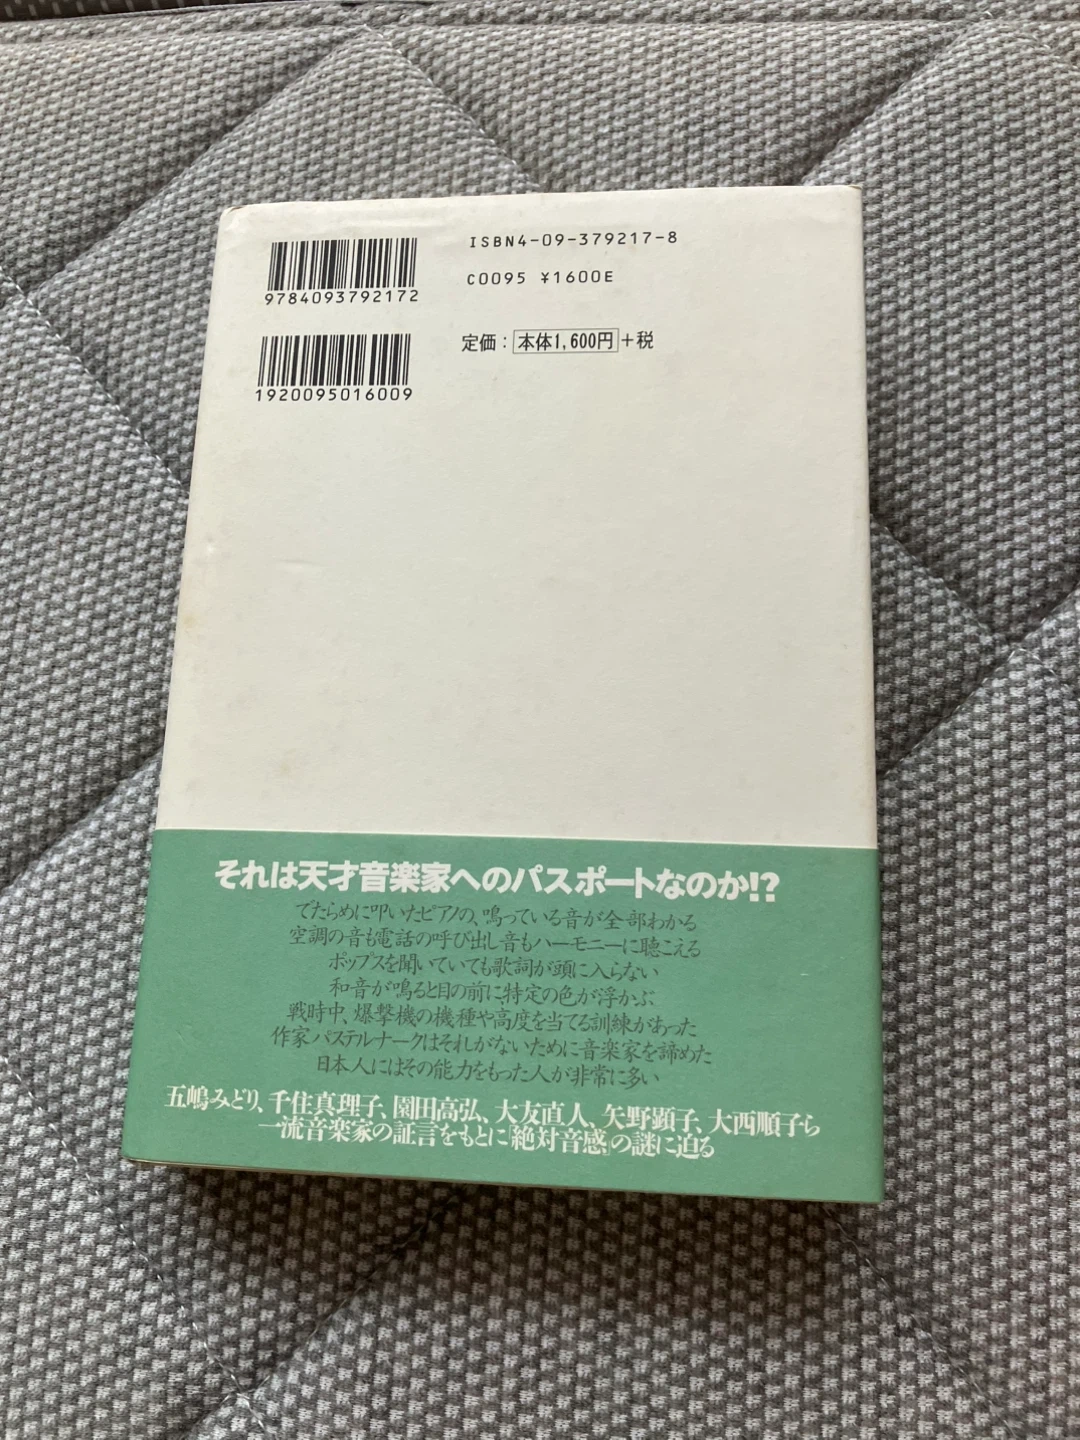 ISBN4-09-379217-8
9784093792172
C0095 ¥1600E
定価：本体1,600円+税
1920095016009
それは天才音楽家へのパスポートなのか!?
でたらめに叩いたピアノの、鳴っている音が全部わかる
空調の音も電話の呼び出し音もハーモニーに聴こえる
ポップスを聞いていても歌詞が頭に入らない
和音が鳴ると目の前に特定の色が浮かぶ
戦時中、爆撃機の機種や高度を当てる訓練があった
作家パステルナークはそれがないために音楽家を諦めた
日本人にはその能力をもった人が非常に多い
五嶋みどり、千住真理子、園田高弘、大友直人、矢野顕子、大西順子ら
一流音楽家の証言をもとに「絶対音感」の謎に迫る